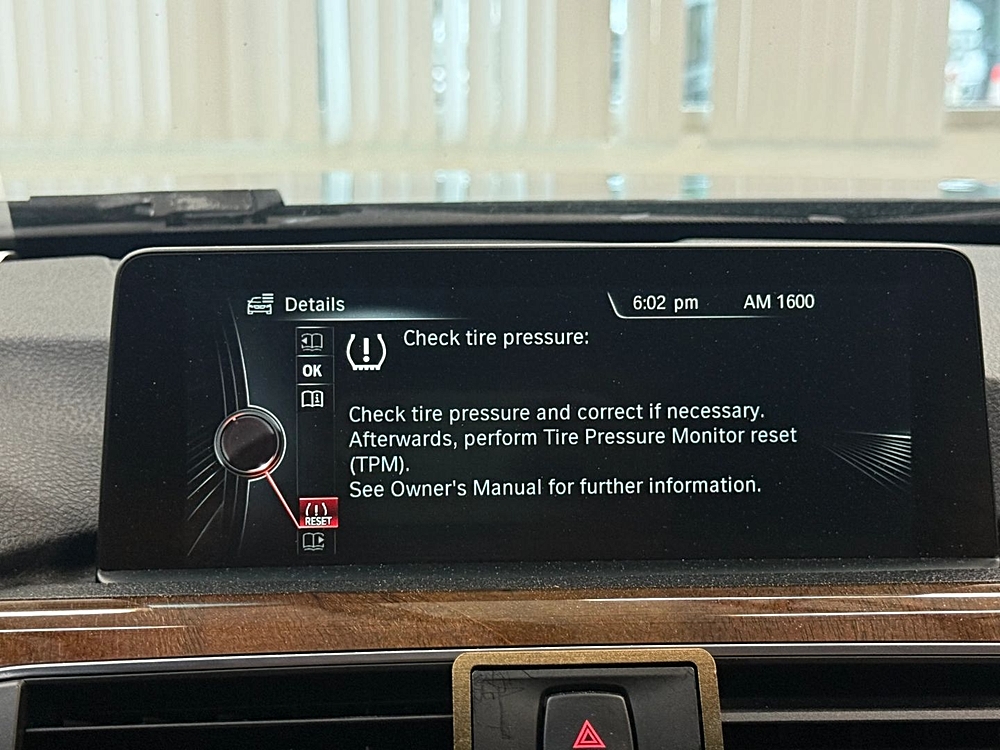 Details
6:02 pm
AM 1600
Check tire pressure:
OK
Check tire pressure and correct if necessary.
Afterwards, perform Tire Pressure Monitor reset
(TPM).
See Owner's Manual for further information.
RESET